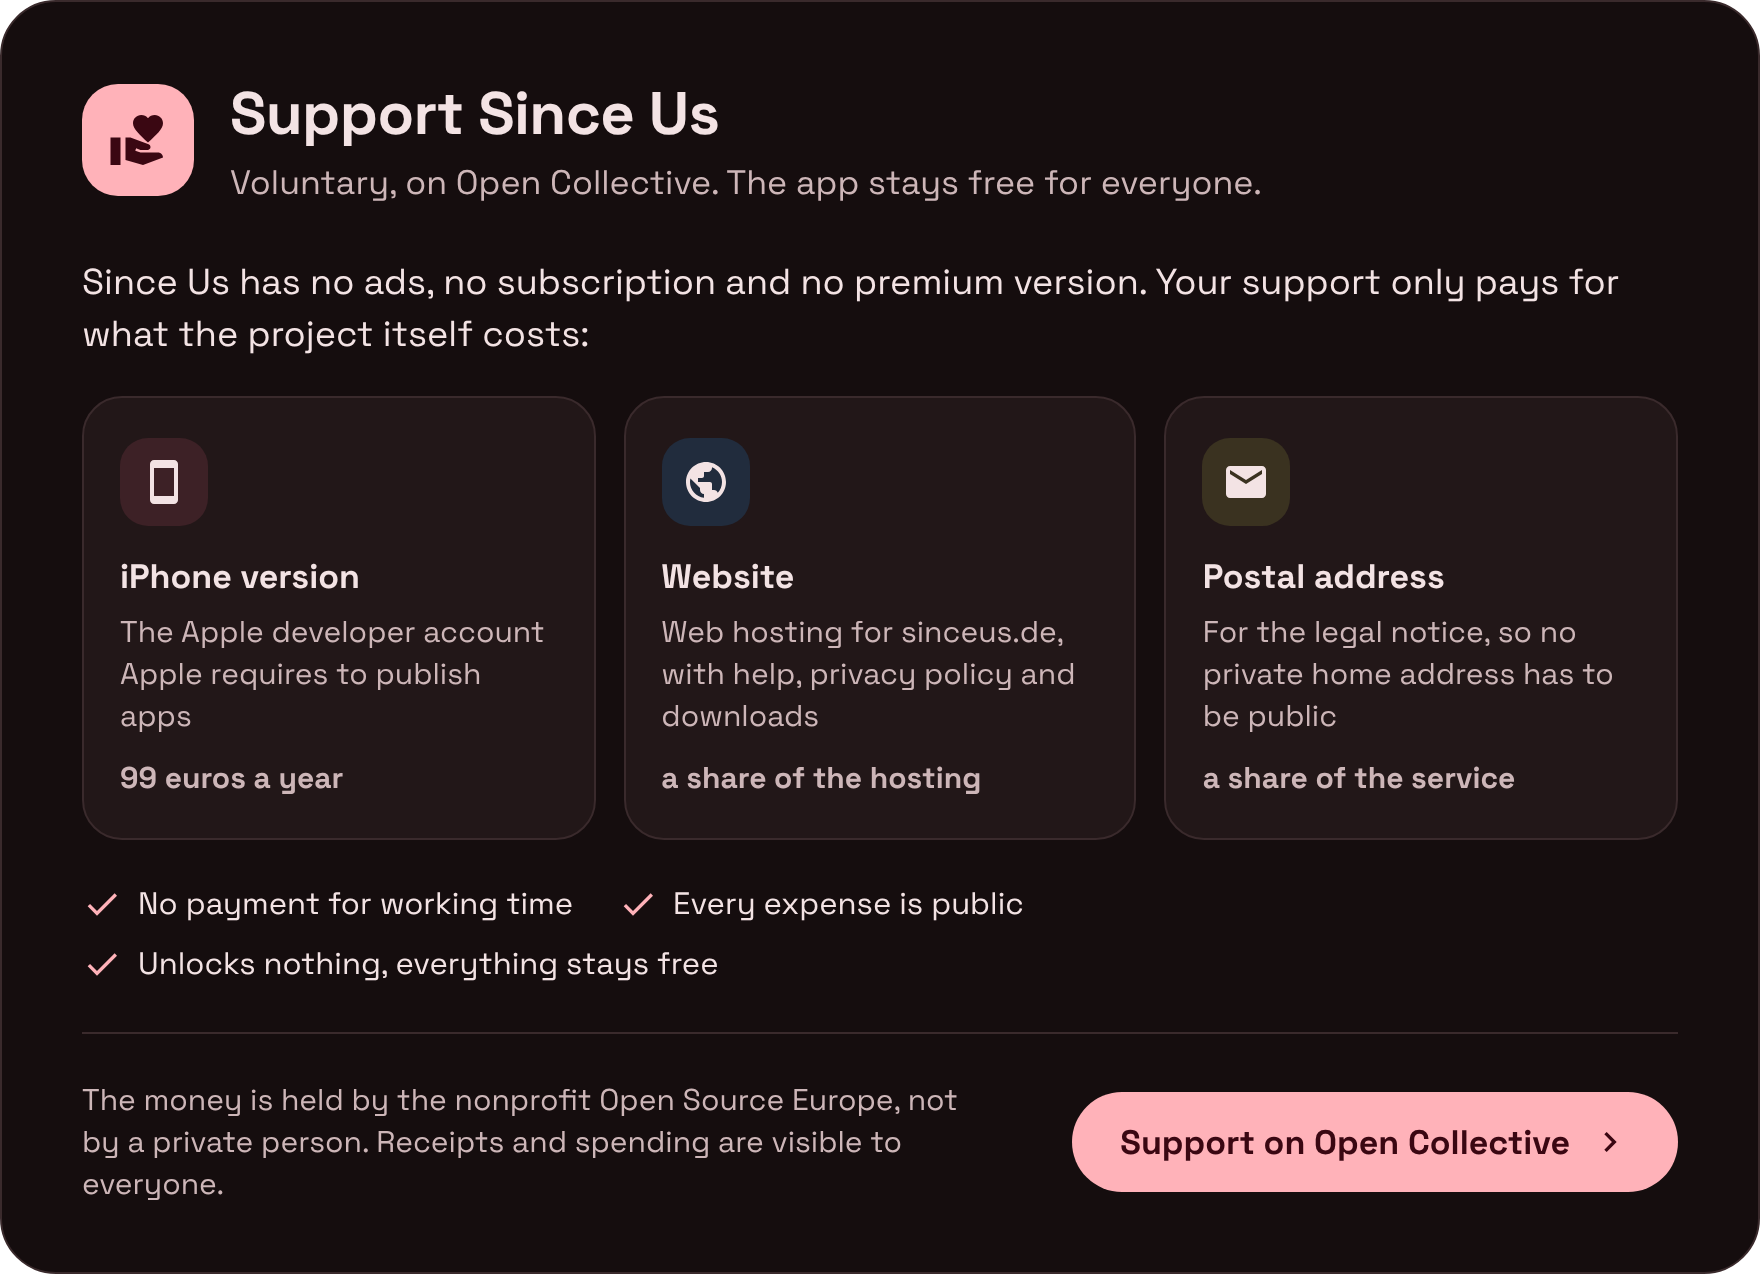 Support Since Us
Voluntary, on Open Collective. The app stays free for everyone.
Since Us has no ads, no subscription and no premium version. Your support only pays for
what the project itself costs:
iPhone version
The Apple developer account
Apple requires to publish
apps
99 euros a year
Website
Web hosting for sinceus.de,
with help, privacy policy and
downloads
a share of the hosting
Postal address
For the legal notice, so no
private home address has to
be public
a share of the service
No payment for working time
Every expense is public
Unlocks nothing, everything stays free
The money is held by the nonprofit Open Source Europe, not
by a private person. Receipts and spending are visible to
everyone.
Support on Open Collective